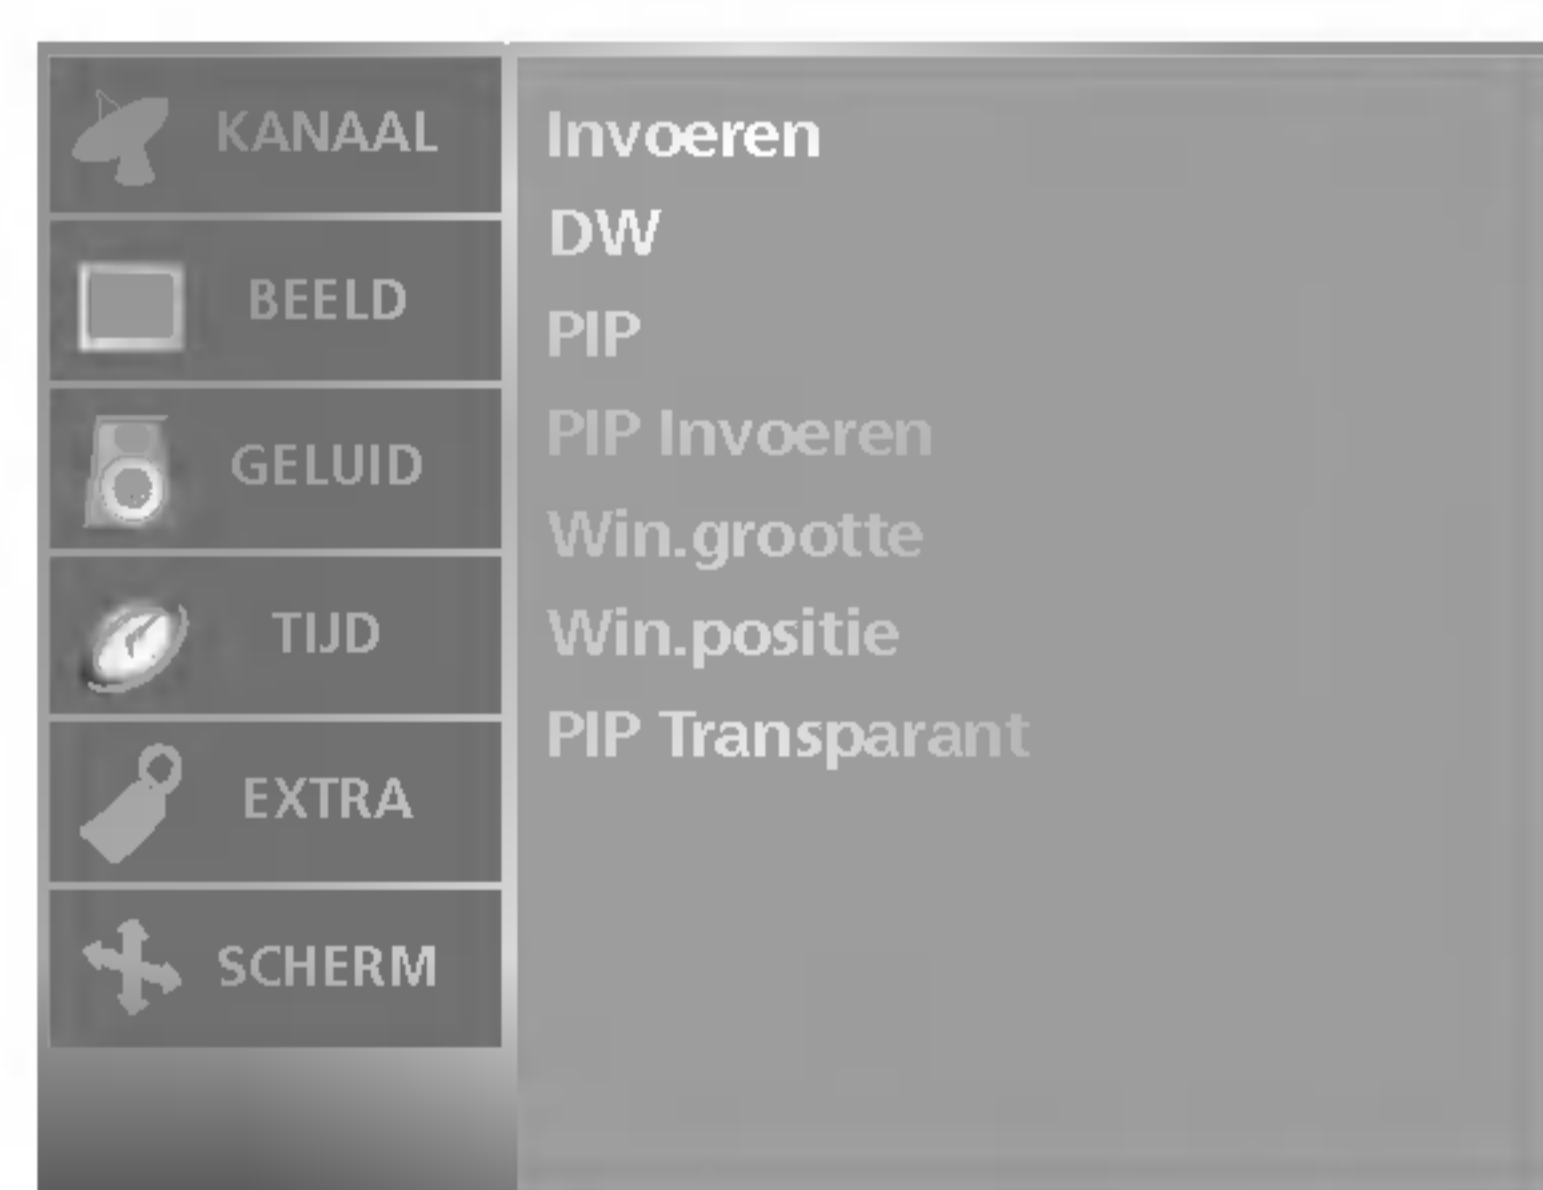 KANAAL
BEELD
GELUID
TIJD
EXTRA
SCHERM
Invoeren
DW
PIP
PIP Invoeren
Win.grootte
Win.positie
PIP Transparant